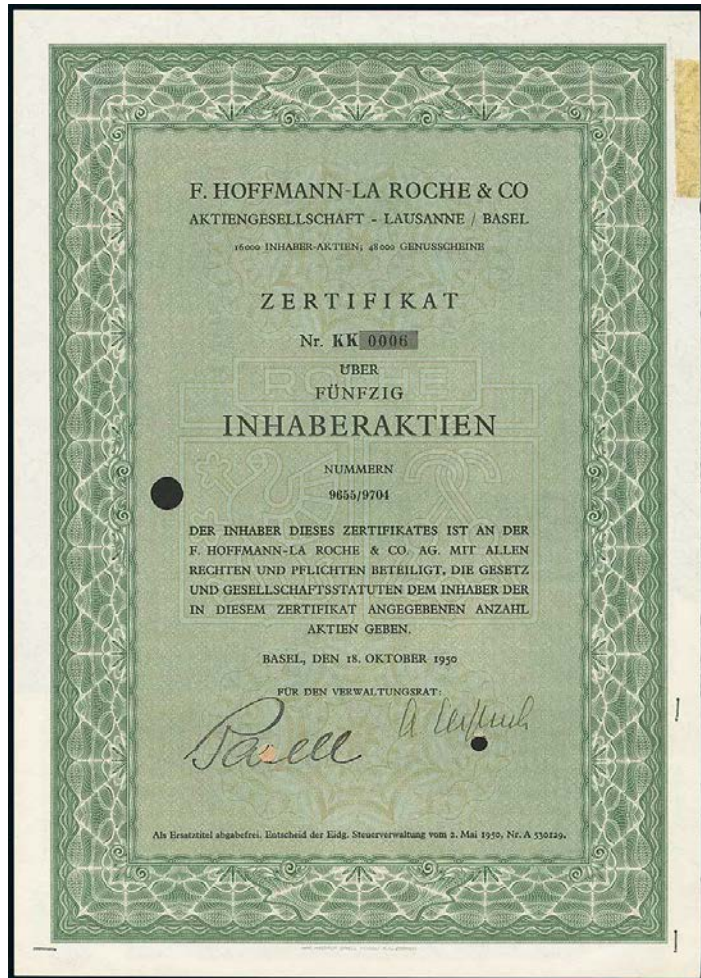 F. HOFFMANN-LA ROCHE & CO
AKTIENGESELLSCHAFT - LAUSANNE / BASEL
16000 INHABER-AKTIEN; 48000 GENUSSCHEINE
ZERTIFIKAT
Nr. KK 0006
ÜBER
FÜNFZIG
INHABERAKTIEN
NUMMERN
9655/9704
DER INHABER DIESES ZERTIFIKATES IST AN DER
F. HOFFMANN-LA ROCHE & CO. AG. MIT ALLEN
RECHTEN UND PFLICHTEN BETEILIGT, DIE GESETZ
UND GESELLSCHAFTSSTATUTEN DEM INHABER DER
IN DIESEM ZERTIFIKAT ANGEGEBENEN ANZAHL
AKTIEN GEBEN.
BASEL, DEN 18. OKTOBER 1950
FÜR DEN VERWALTUNGSRAT:
Als Ersatztitel abgabefrei. Entscheid der Eidg. Steuerverwaltung vom 2. Mai 1950, Nr. A 530129.
ROCHE